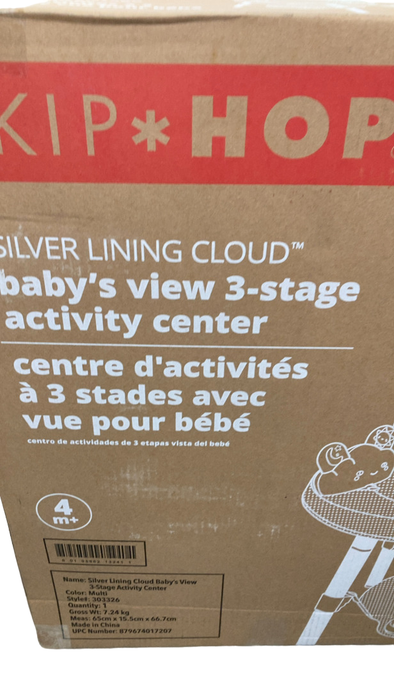 KIP*HOP
SILVER LINING CLOUD™
baby's view 3-stage
activity center
centre d'activités
à 3 stades avec
vue pour bébé
centro de actividades de 3 etapas vista del bebé
4
m+
Name: Silver Lining Cloud Baby's View
3-Stage Activity Center
Color: Multi
Style#: 303326
Quantity: 1
Gross Wt: 7.24 kg
Meas: 65cm x 15.5cm x 66.7cm
Made in China
UPC Number: 879674017207